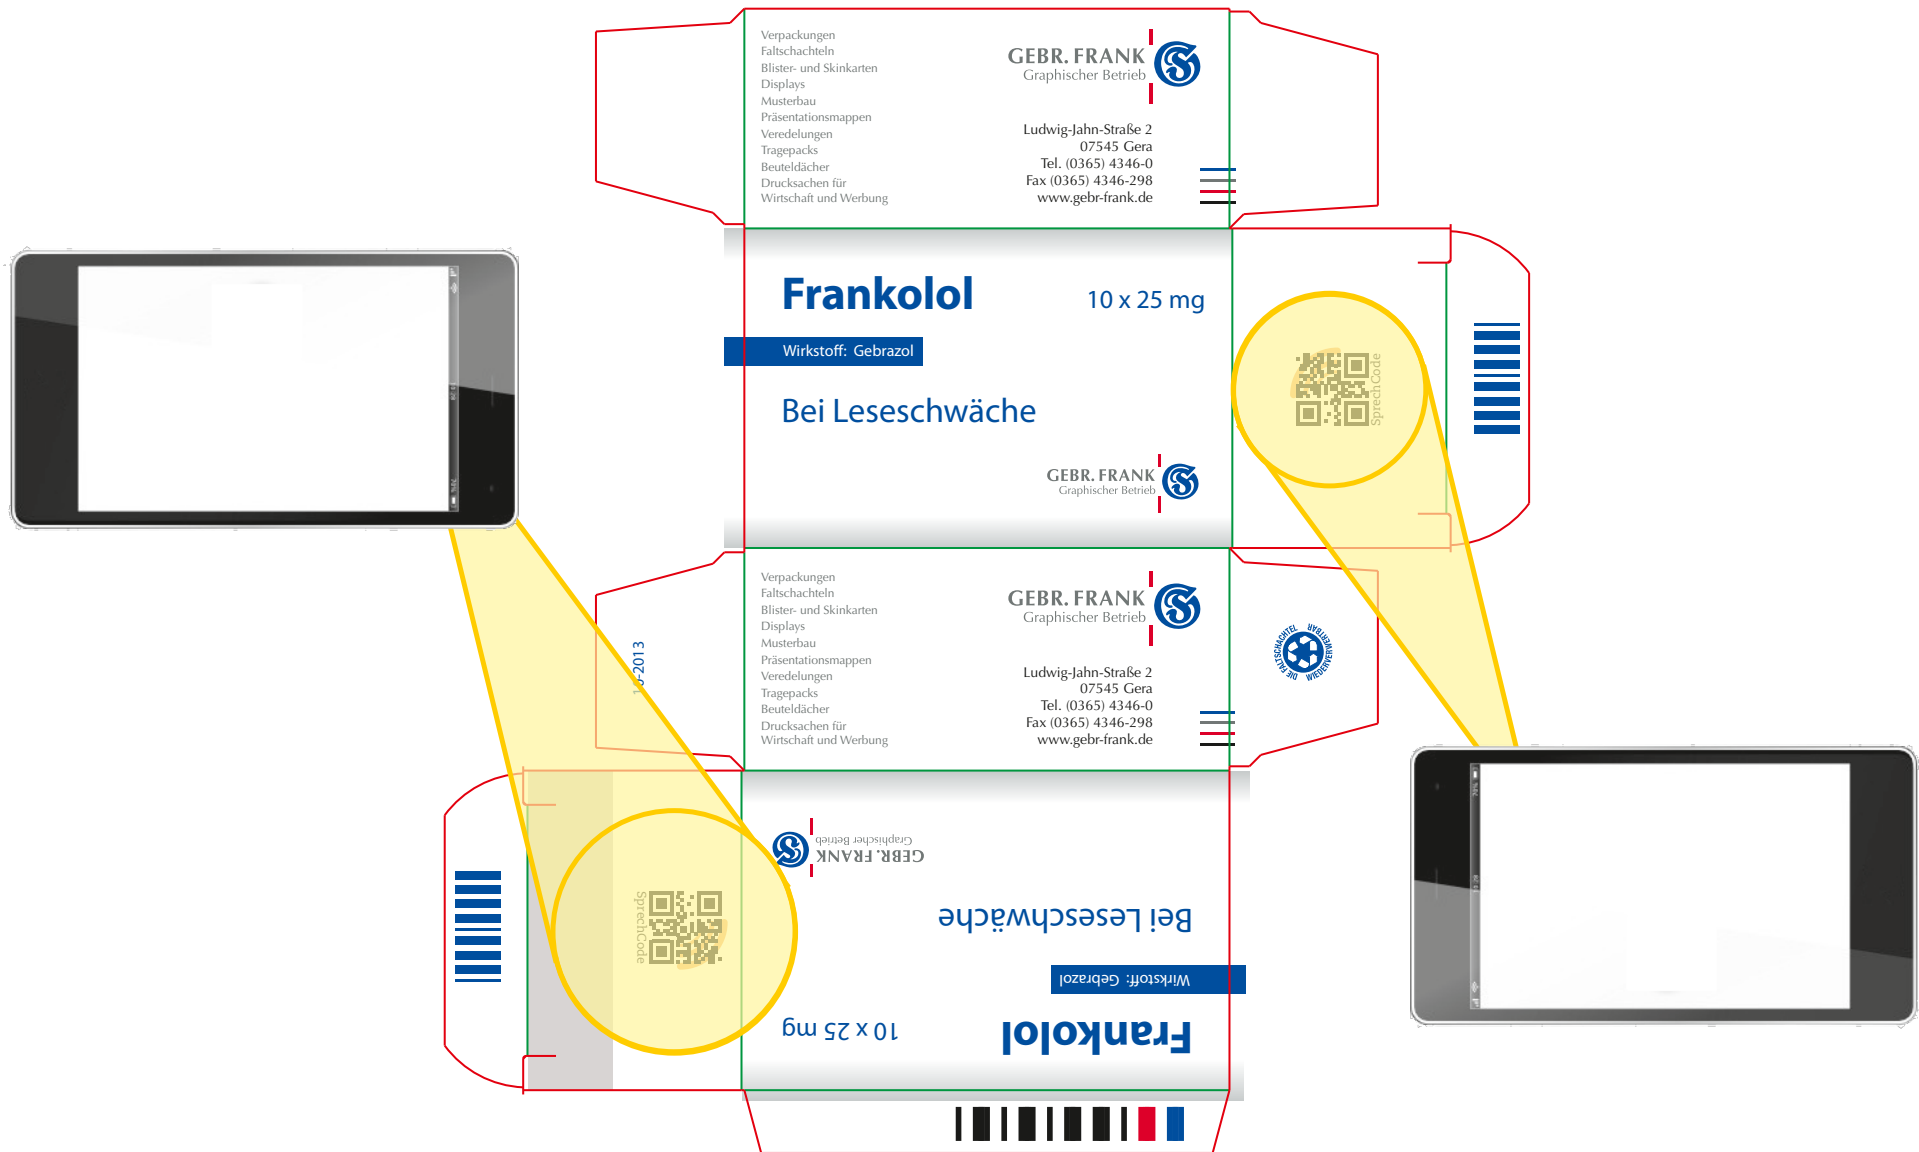 Verpackungen
Faltschachteln
Blister- und Skinkarten
Displays
Musterbau
Präsentationsmappen
Veredelungen
Tragepacks
Beuteldächer
Drucksachen für
Wirtschaft und Werbung
GEBR. FRANK
Graphischer Betrieb
Ludwig-Jahn-Straße 2
07545 Gera
Tel. (0365) 4346-0
Fax (0365) 4346-298
www.gebr-frank.de
Frankolol
10 x 25 mg
Wirkstoff: Gebrazol
Bei Leseschwäche
GEBR. FRANK
Graphischer Betrieb
SprechCode
Verpackungen
Faltschachteln
Blister- und Skinkarten
Displays
Musterbau
Präsentationsmappen
Veredelungen
Tragepacks
Beuteldächer
Drucksachen für
Wirtschaft und Werbung
GEBR. FRANK
Graphischer Betrieb
Ludwig-Jahn-Straße 2
07545 Gera
Tel. (0365) 4346-0
Fax (0365) 4346-298
www.gebr-frank.de
10-2013
DIE FALTSCHACHTEL
WIEDERVERWERTBAR
SprechCode
Frankolol
10 x 25 mg
Wirkstoff: Gebrazol
Bei Leseschwäche
GEBR. FRANK
Graphischer Betrieb